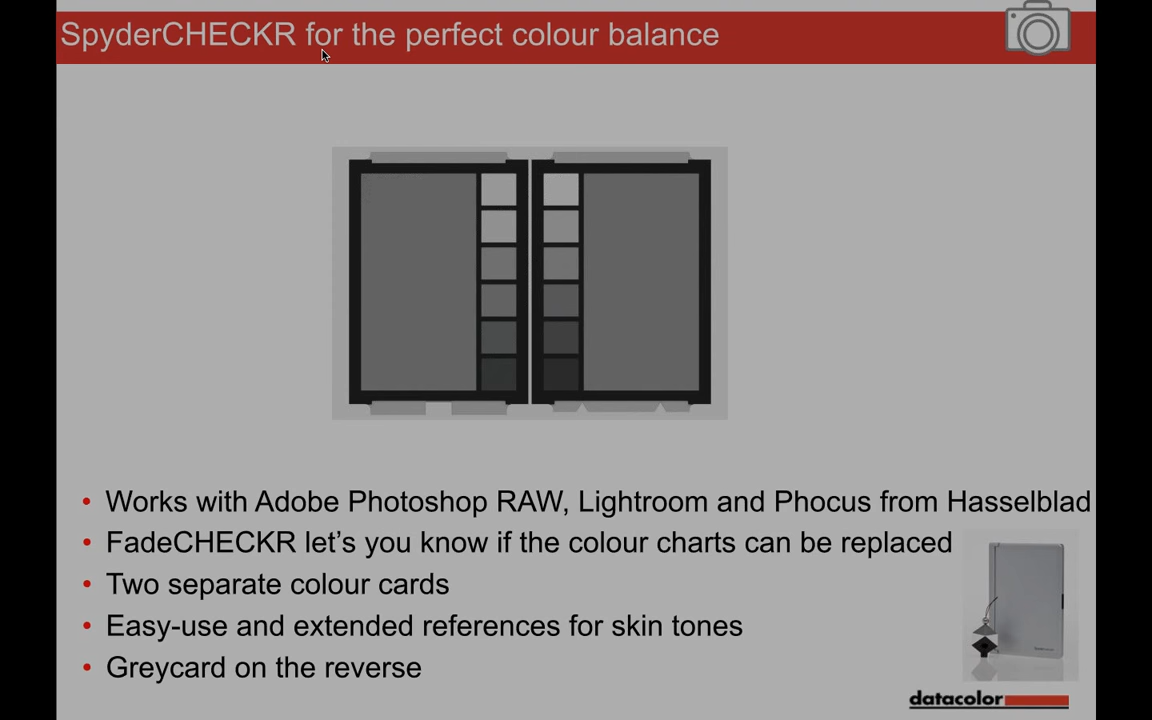 SpyderCHECKR for the perfect colour balance
• Works with Adobe Photoshop RAW, Lightroom and Phocus from Hasselblad
• FadeCHECKR let's you know if the colour charts can be replaced
• Two separate colour cards
• Easy-use and extended references for skin tones
• Greycard on the reverse
datacolor